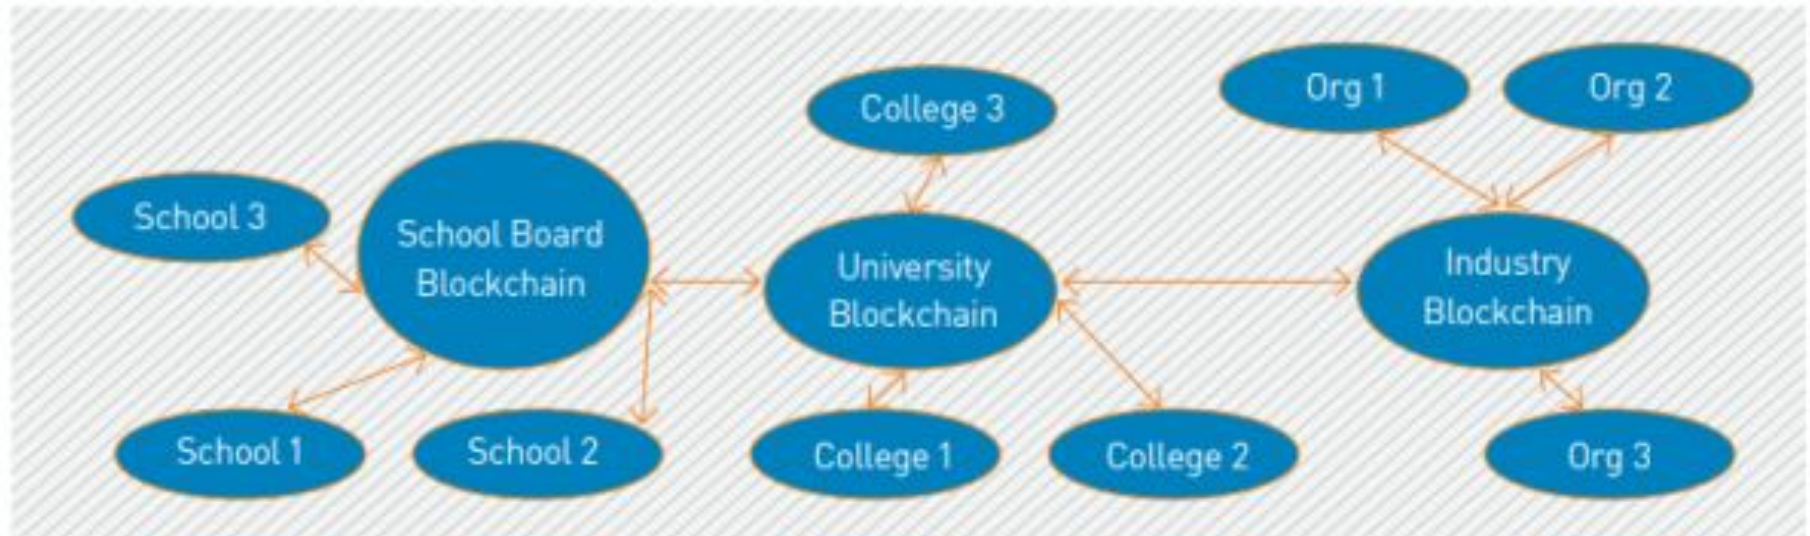 Org 1
Org 2
College 3
School 3
School Board
Blockchain
University
Blockchain
Industry
Blockchain
School 1
School 2
College 1
College 2
Org 3